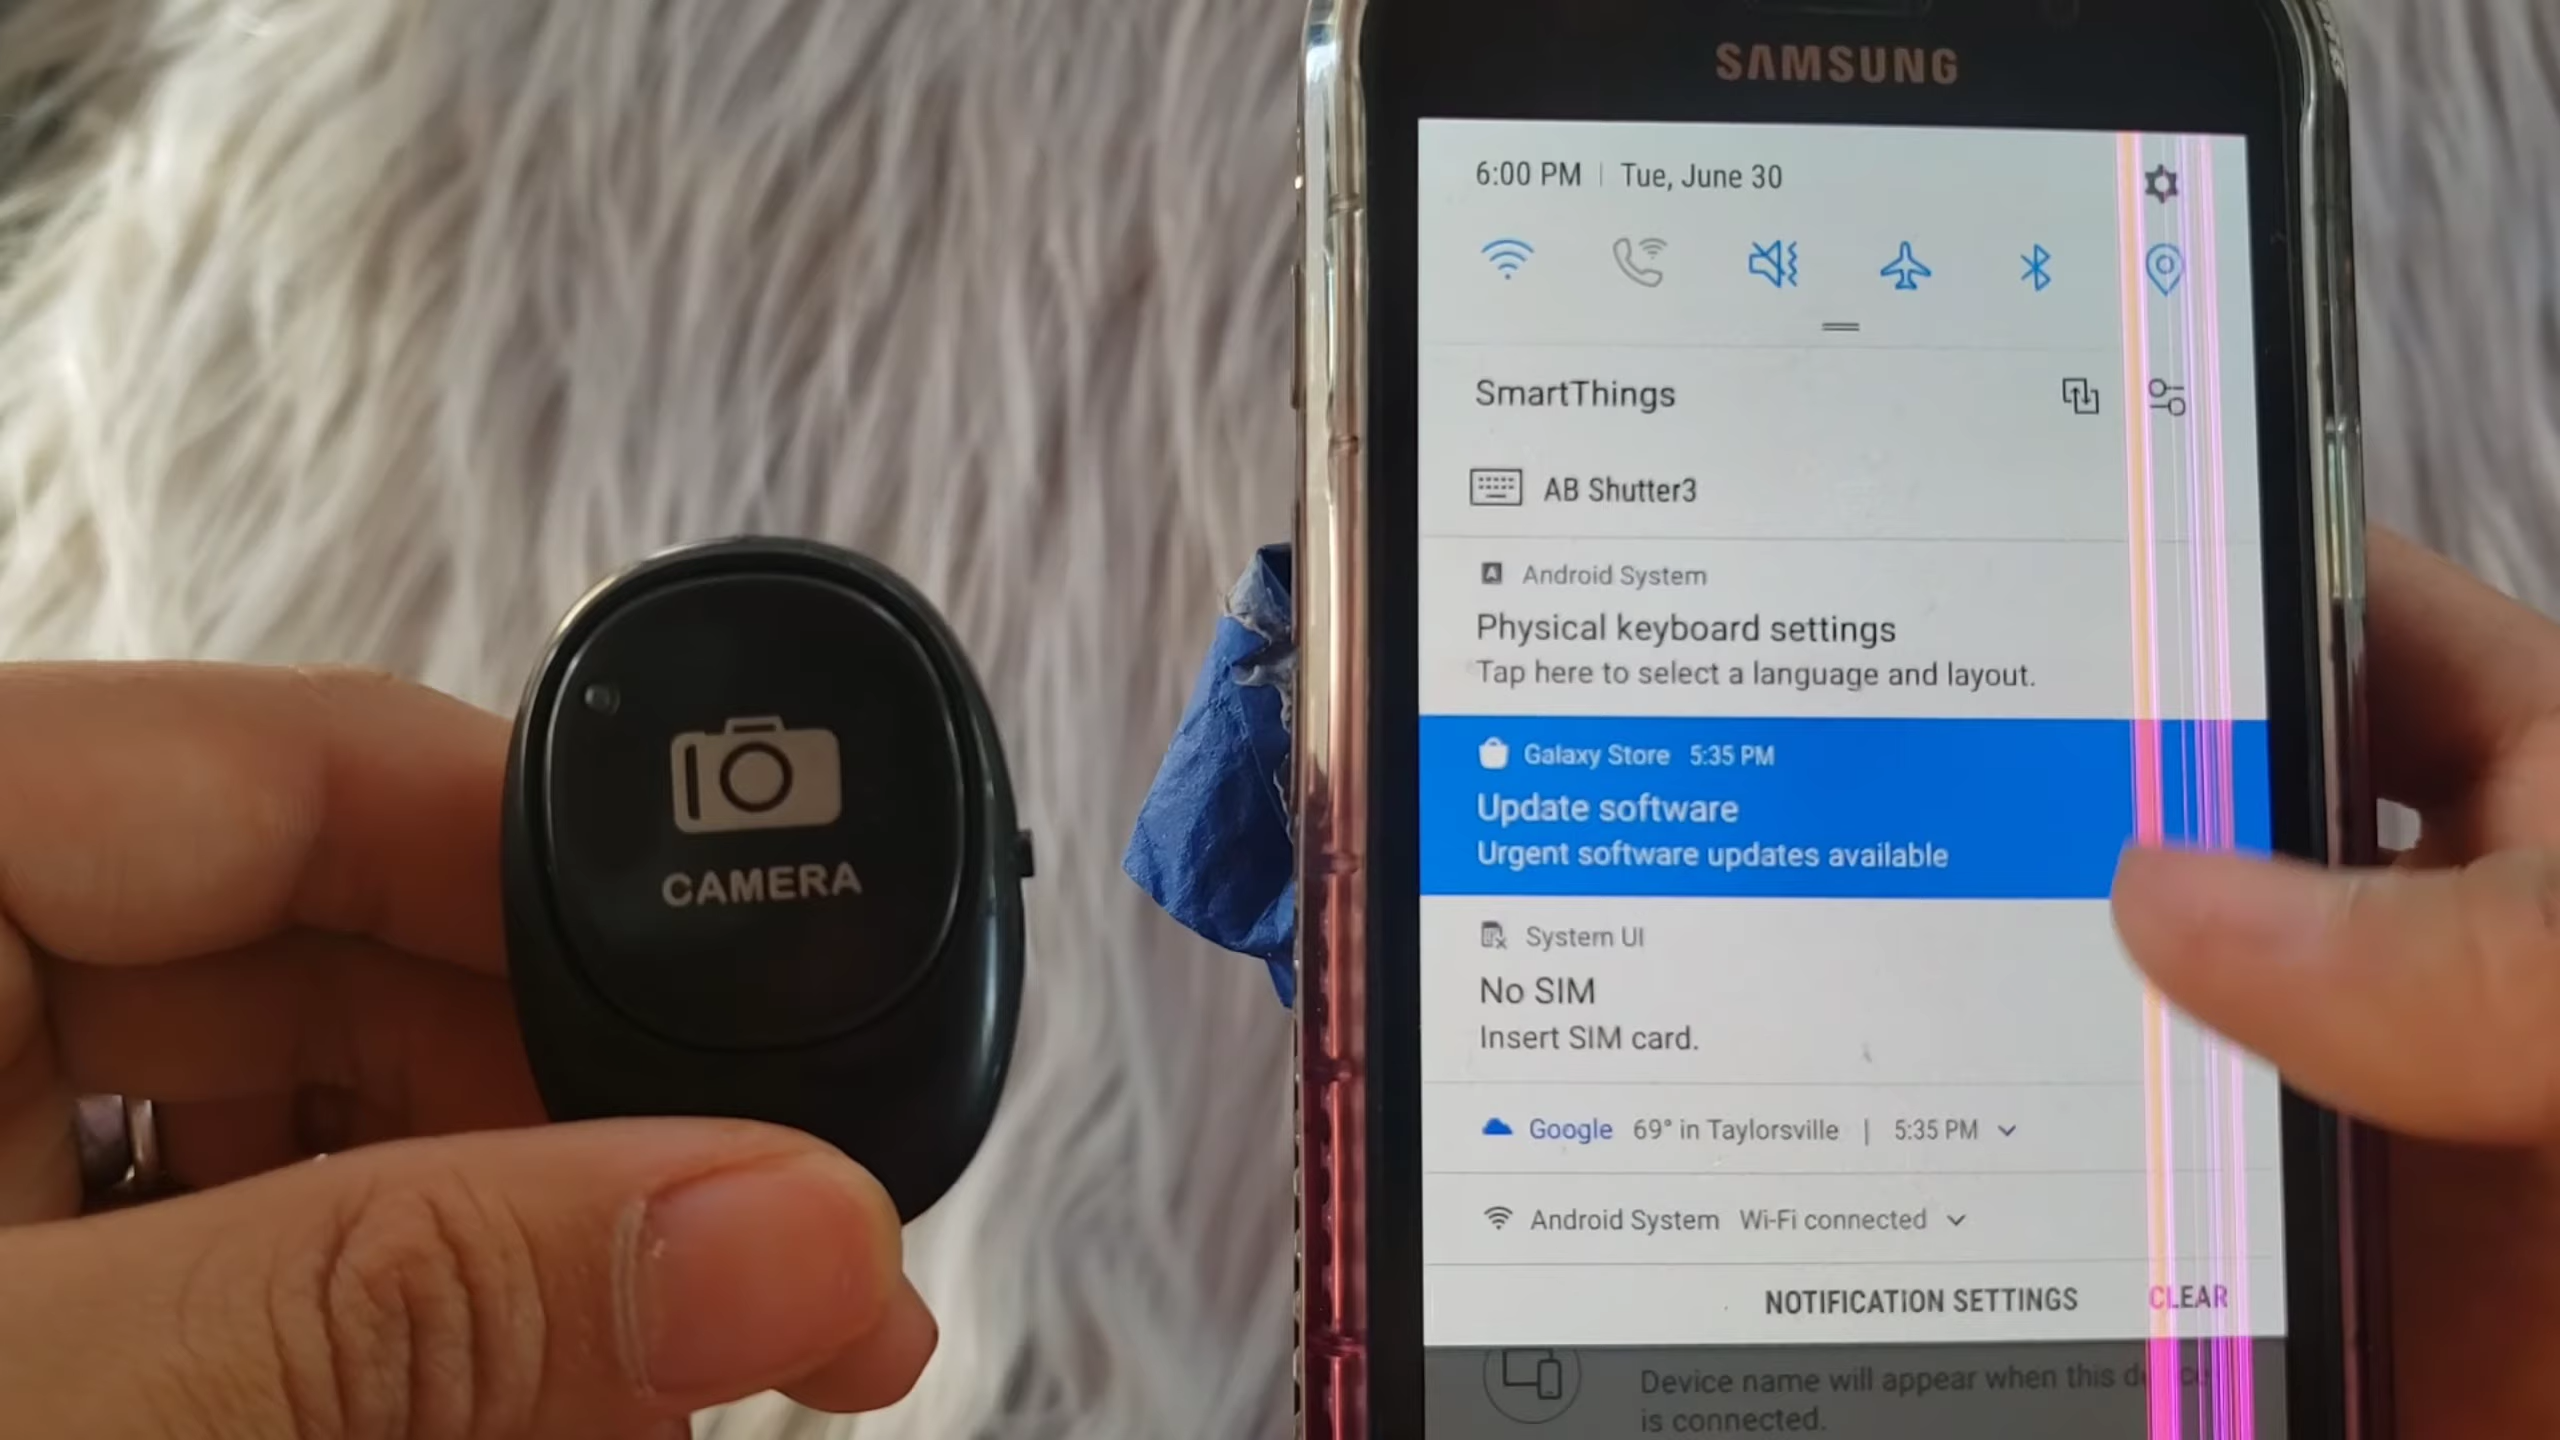 SAMSUNG
6:00 PM | Tue, June 30
SmartThings
AB Shutter3
Android System
Physical keyboard settings
Tap here to select a language and layout.
Galaxy Store 5:35 PM
Update software
Urgent software updates available
System UI
No SIM
Insert SIM card.
Google 69° in Taylorsville | 5:35 PM
Android System Wi-Fi connected
NOTIFICATION SETTINGS CLEAR
Device name will appear when this device
is connected.
CAMERA